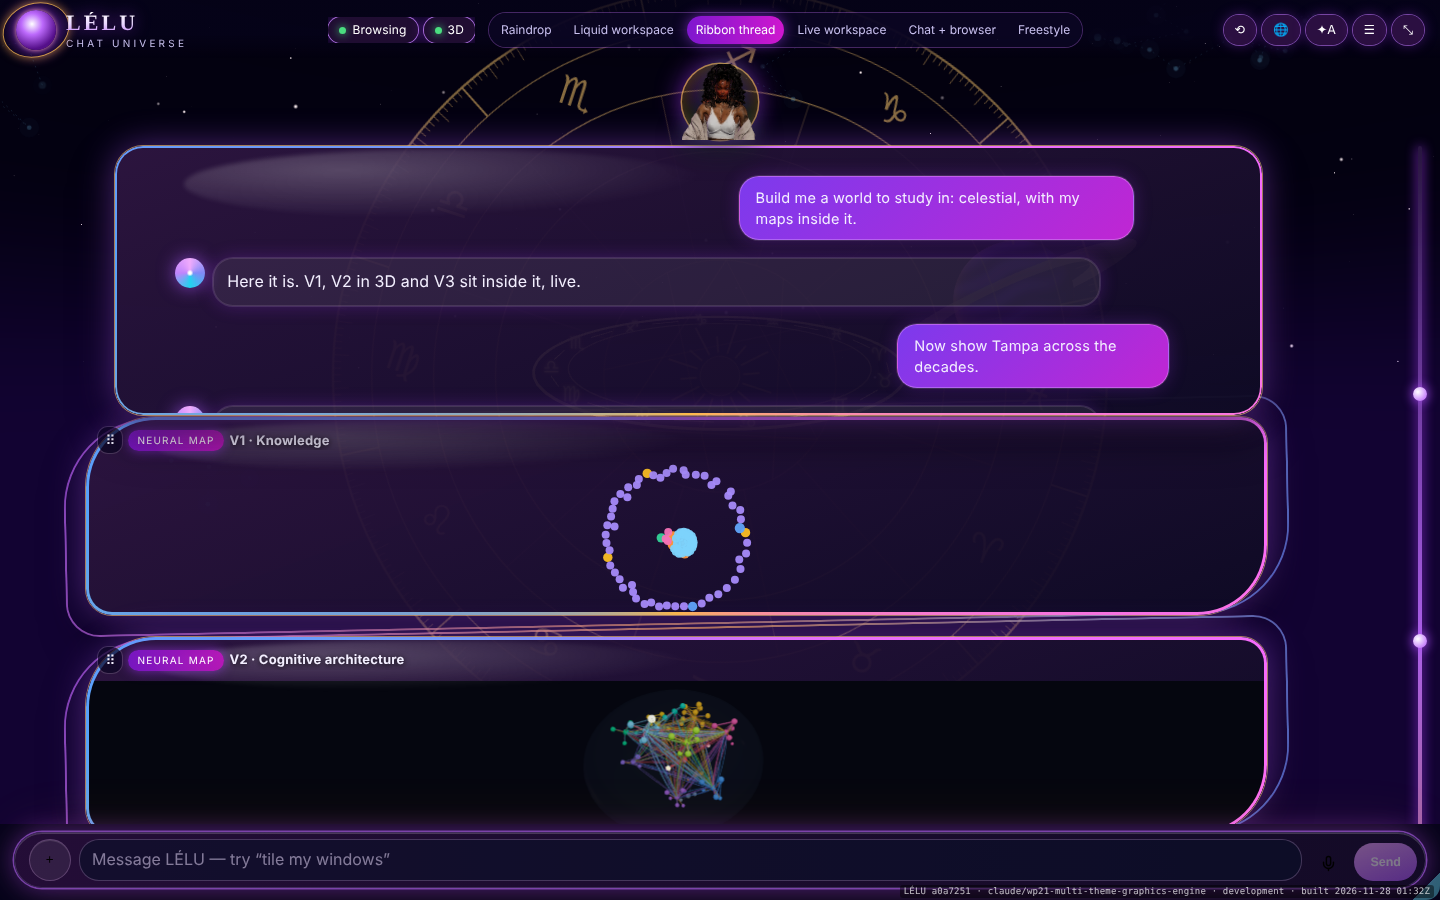 LÉLU
CHAT UNIVERSE
Browsing
3D
Raindrop
Liquid workspace
Ribbon thread
Live workspace
Chat + browser
Freestyle
✦A
Build me a world to study in: celestial, with my
maps inside it.
Here it is. V1, V2 in 3D and V3 sit inside it, live.
Now show Tampa across the
decades.
NEURAL MAP V1 · Knowledge
NEURAL MAP V2 · Cognitive architecture
+
Message LÉLU — try “tile my windows”
Send
LÉLU a0a7251 · claude/wp21-multi-theme-graphics-engine · development · built 2026-11-28 01:32Z